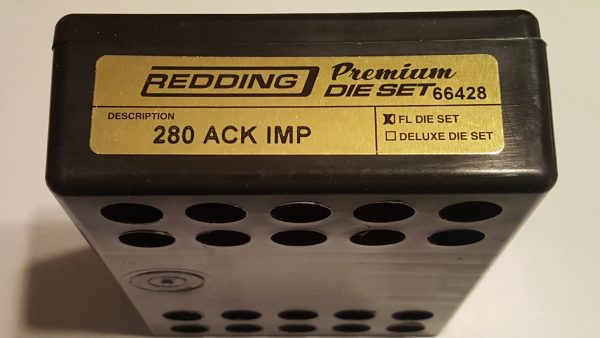 REDDING Premium
DIE SET 66428
DESCRIPTION
280 ACK IMP
FL DIE SET
DELUXE DIE SET